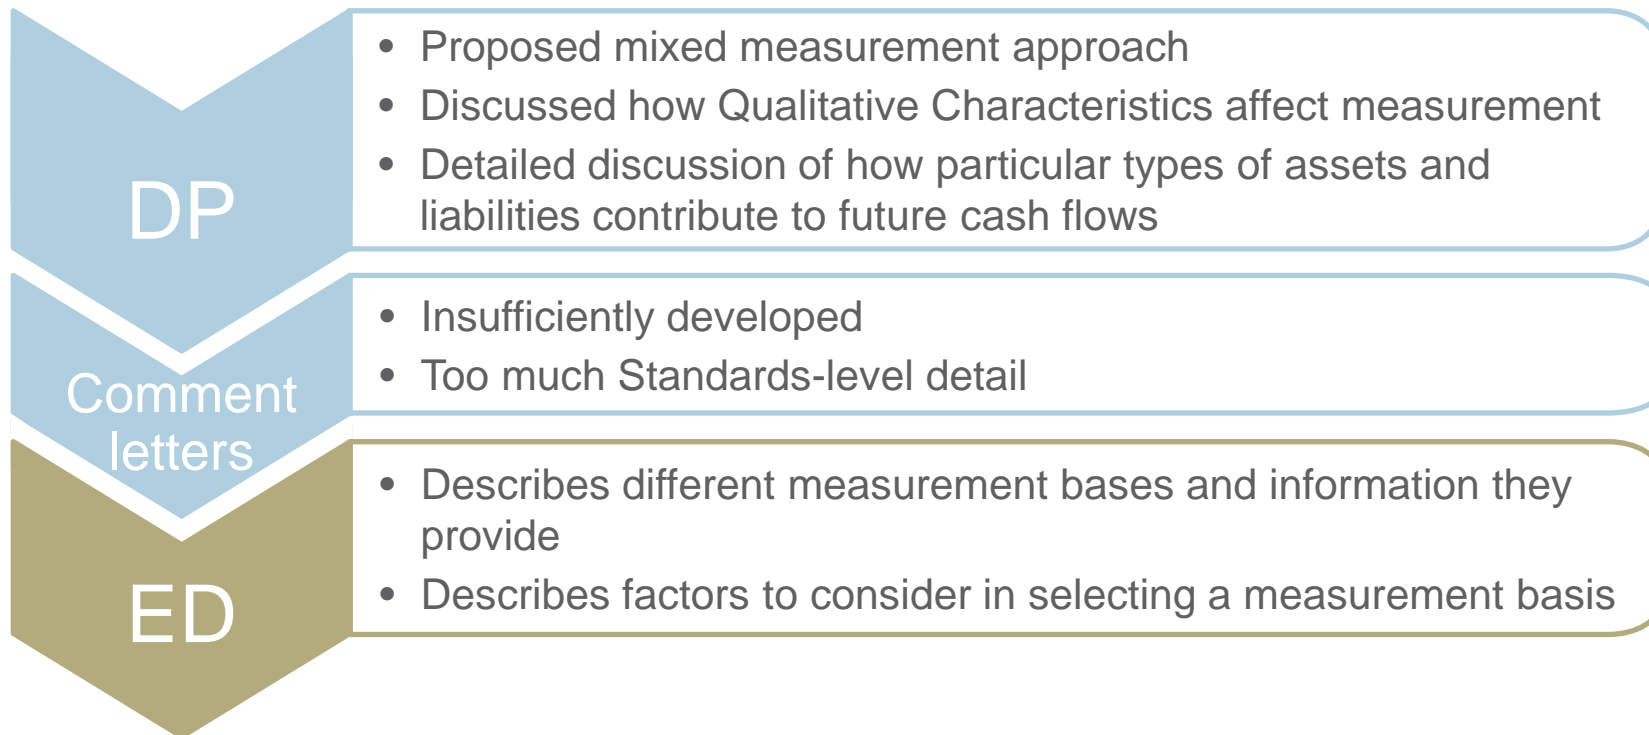 DP
• Proposed mixed measurement approach
• Discussed how Qualitative Characteristics affect measurement
• Detailed discussion of how particular types of assets and
liabilities contribute to future cash flows
Comment
letters
• Insufficiently developed
• Too much Standards-level detail
ED
• Describes different measurement bases and information they
provide
• Describes factors to consider in selecting a measurement basis